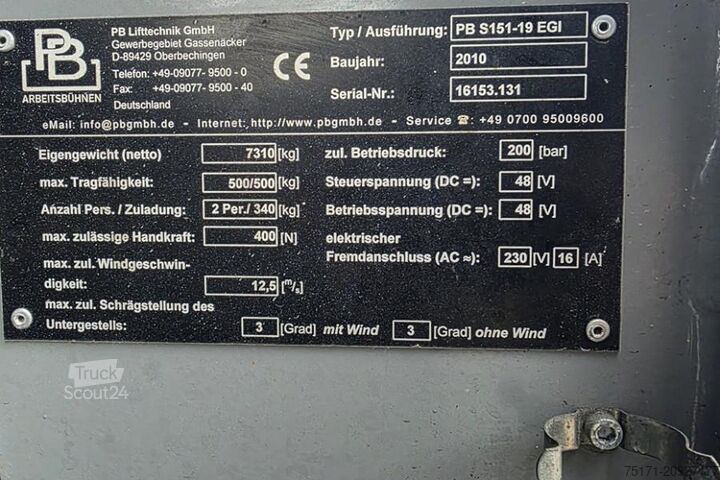 PB
ARBEITSBÜHNEN
PB Lifttechnik GmbH
Gewerbegebiet Gassenäcker
D-89429 Oberbechingen
Telefon: +49-09077- 9500 - 0
Fax: +49-09077- 9500 - 40
Deutschland
CE
Typ / Ausführung: PB S151-19 EGI
Baujahr: 2010
Serial-Nr.: 16153.131
eMail: info@pbgmbh.de - Internet: http://www.pbgmbh.de - Service ☎: +49 0700 95009600
Eigengewicht (netto) 7310 [kg]
max. Tragfähigkeit: 500/500 [kg]
Anzahl Pers. / Zuladung: 2 Per./ 340 [kg]
max. zulässige Handkraft: 400 [N]
max. zul. Windgeschwin-
digkeit: 12,5 [m/s]
max. zul. Schrägstellung des
Untergestells: 3 [Grad] mit Wind 3 [Grad] ohne Wind
zul. Betriebsdruck: 200 [bar]
Steuerspannung (DC =): 48 [V]
Betriebsspannung (DC =): 48 [V]
elektrischer
Fremdanschluss (AC ≈): 230 [V] 16 [A]
Truck
Scout24